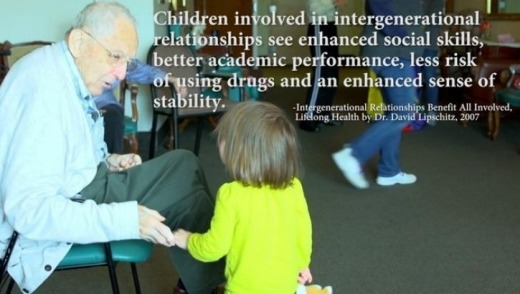 Children involved in intergenerational
relationships see enhanced social skills,
better academic performance, less risk
of using drugs and an enhanced sense of
stability.
-Intergenerational Relationships Benefit All Involved,
Lifelong Health by Dr. David Lipschitz, 2007